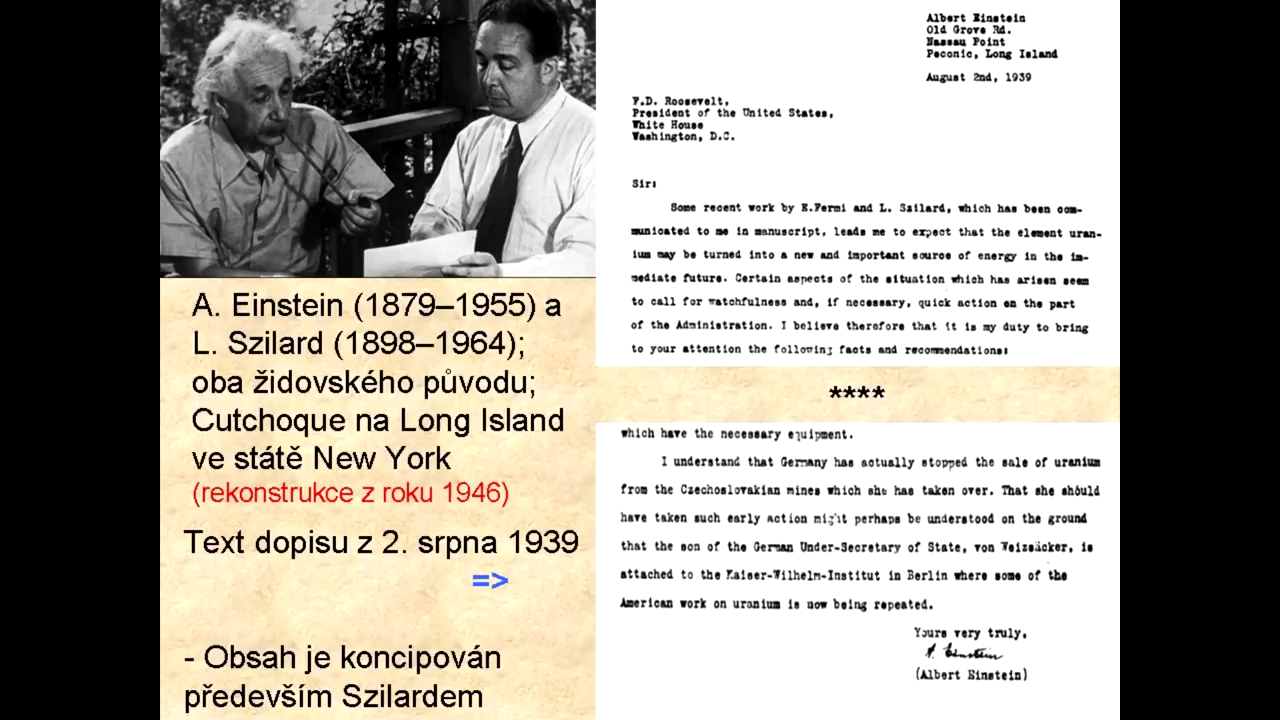 A. Einstein (1879–1955) a
L. Szilard (1898–1964);
oba židovského původu;
Cutchoque na Long Island
ve státě New York
(rekonstrukce z roku 1946)
Text dopisu z 2. srpna 1939
=>
- Obsah je koncipován
především Szilardem
Albert Einstein
Old Grove Rd.
Nassau Point
Peconic, Long Island
August 2nd, 1939
F.D. Roosevelt,
President of the United States,
White House
Washington, D.C.
Sir:
Some recent work by E.Fermi and L. Szilard, which has been com-
municated to me in manuscript, leads me to expect that the element uran-
ium may be turned into a new and important source of energy in the im-
mediate future. Certain aspects of the situation which has arisen seem
to call for watchfulness and, if necessary, quick action on the part
of the Administration. I believe therefore that it is my duty to bring
to your attention the following facts and recommendations:
****
which have the necessary equipment.
I understand that Germany has actually stopped the sale of uranium
from the Czechoslovakian mines which she has taken over. That she should
have taken such early action might perhaps be understood on the ground
that the son of the German Under-Secretary of State, von Weizsäcker, is
attached to the Kaiser-Wilhelm-Institut in Berlin where some of the
American work on uranium is now being repeated.
Yours very truly,
A. Einstein
(Albert Einstein)